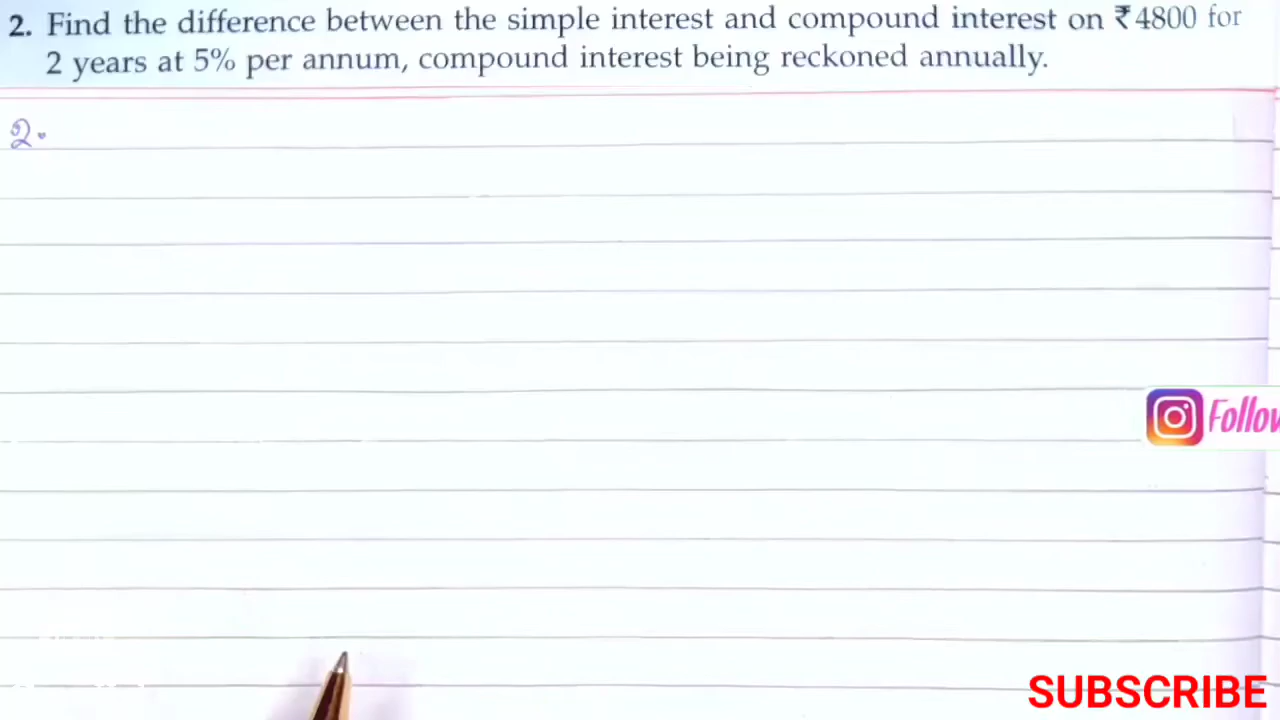 2. Find the difference between the simple interest and compound interest on ₹4800 for
2 years at 5% per annum, compound interest being reckoned annually.
2.
Follow
SUBSCRIBE